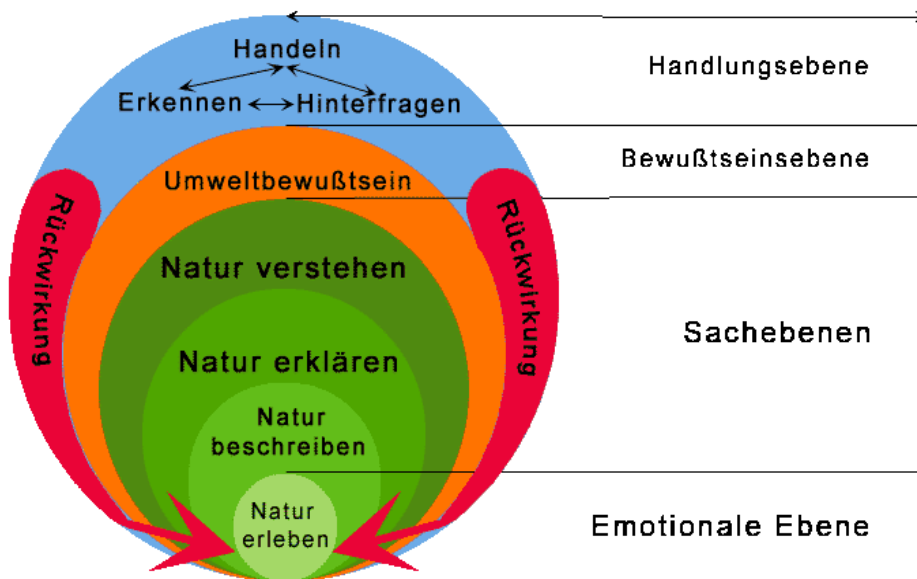 Handeln
Erkennen
Hinterfragen
Handlungsebene
Bewußtseinsebene
Umweltbewußtsein
Rückwirkung
Rückwirkung
Natur verstehen
Sachebenen
Natur erklären
Natur
beschreiben
Natur
erleben
Emotionale Ebene